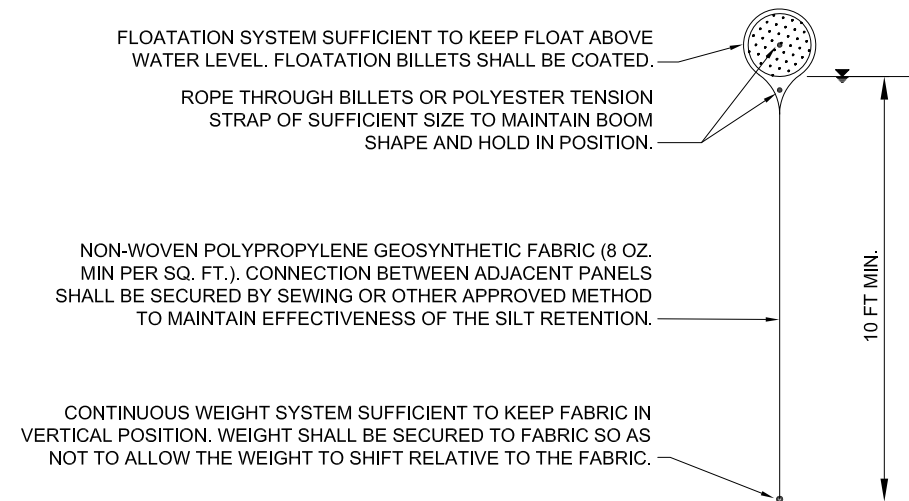 FLOATATION SYSTEM SUFFICIENT TO KEEP FLOAT ABOVE
WATER LEVEL. FLOATATION BILLETS SHALL BE COATED.
ROPE THROUGH BILLETS OR POLYESTER TENSION
STRAP OF SUFFICIENT SIZE TO MAINTAIN BOOM
SHAPE AND HOLD IN POSITION.
NON-WOVEN POLYPROPYLENE GEOSYNTHETIC FABRIC (8 OZ.
MIN PER SQ. FT.). CONNECTION BETWEEN ADJACENT PANELS
SHALL BE SECURED BY SEWING OR OTHER APPROVED METHOD
TO MAINTAIN EFFECTIVENESS OF THE SILT RETENTION.
10 FT MIN.
CONTINUOUS WEIGHT SYSTEM SUFFICIENT TO KEEP FABRIC IN
VERTICAL POSITION. WEIGHT SHALL BE SECURED TO FABRIC SO AS
NOT TO ALLOW THE WEIGHT TO SHIFT RELATIVE TO THE FABRIC.